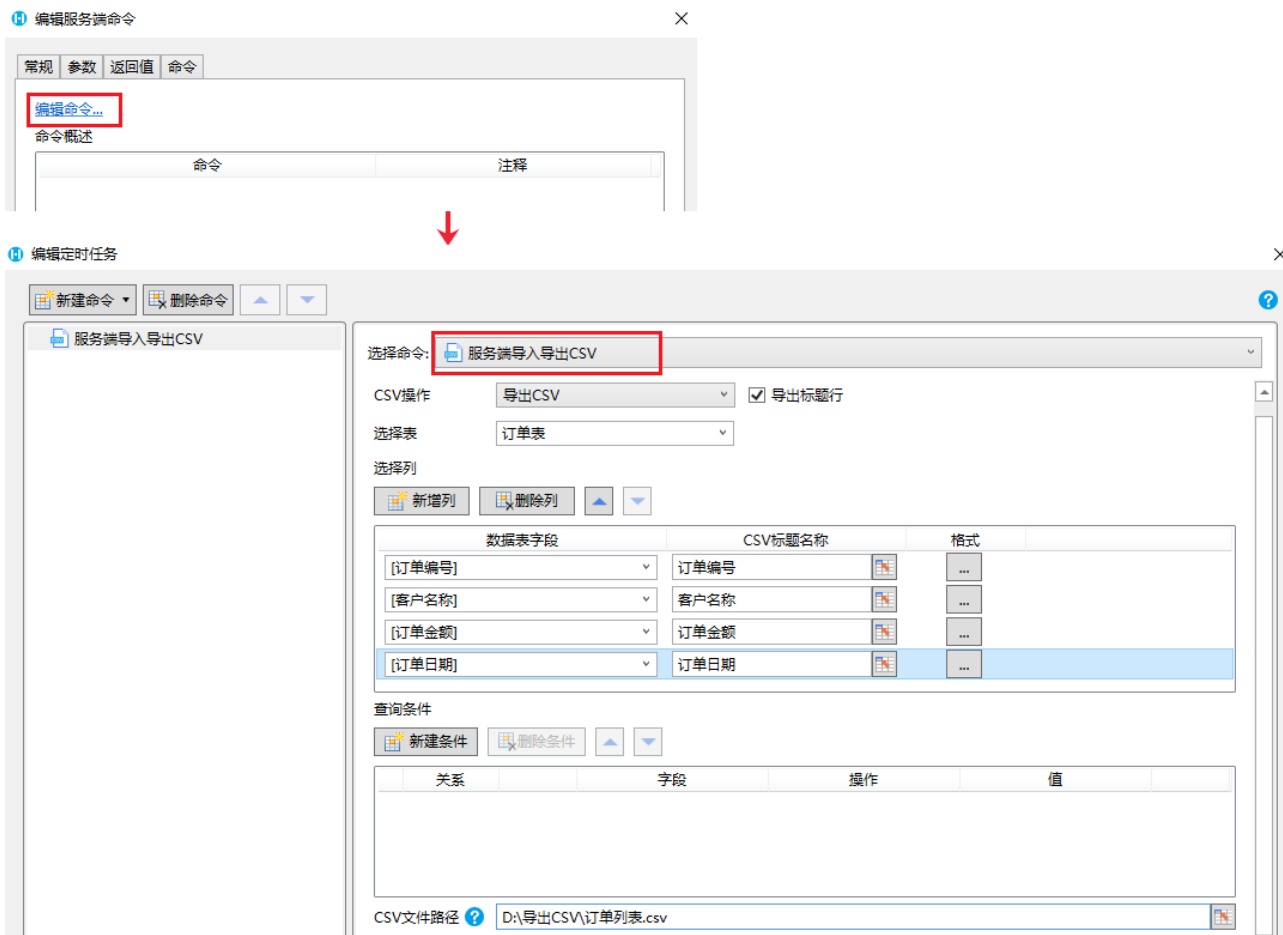 编辑服务端命令
常规 参数 返回值 命令
编辑命令...
命令概述
命令 注释
编辑定时任务
新建命令 删除命令
服务端导入导出CSV
选择命令: 服务端导入导出CSV
CSV操作 导出CSV 导出标题行
选择表 订单表
选择列
新增列 删除列
数据表字段 CSV标题名称 格式
[订单编号] 订单编号 ...
[客户名称] 客户名称 ...
[订单金额] 订单金额 ...
[订单日期] 订单日期 ...
查询条件
新建条件 删除条件
关系 字段 操作 值
CSV文件路径 D:\导出CSV\订单列表.csv